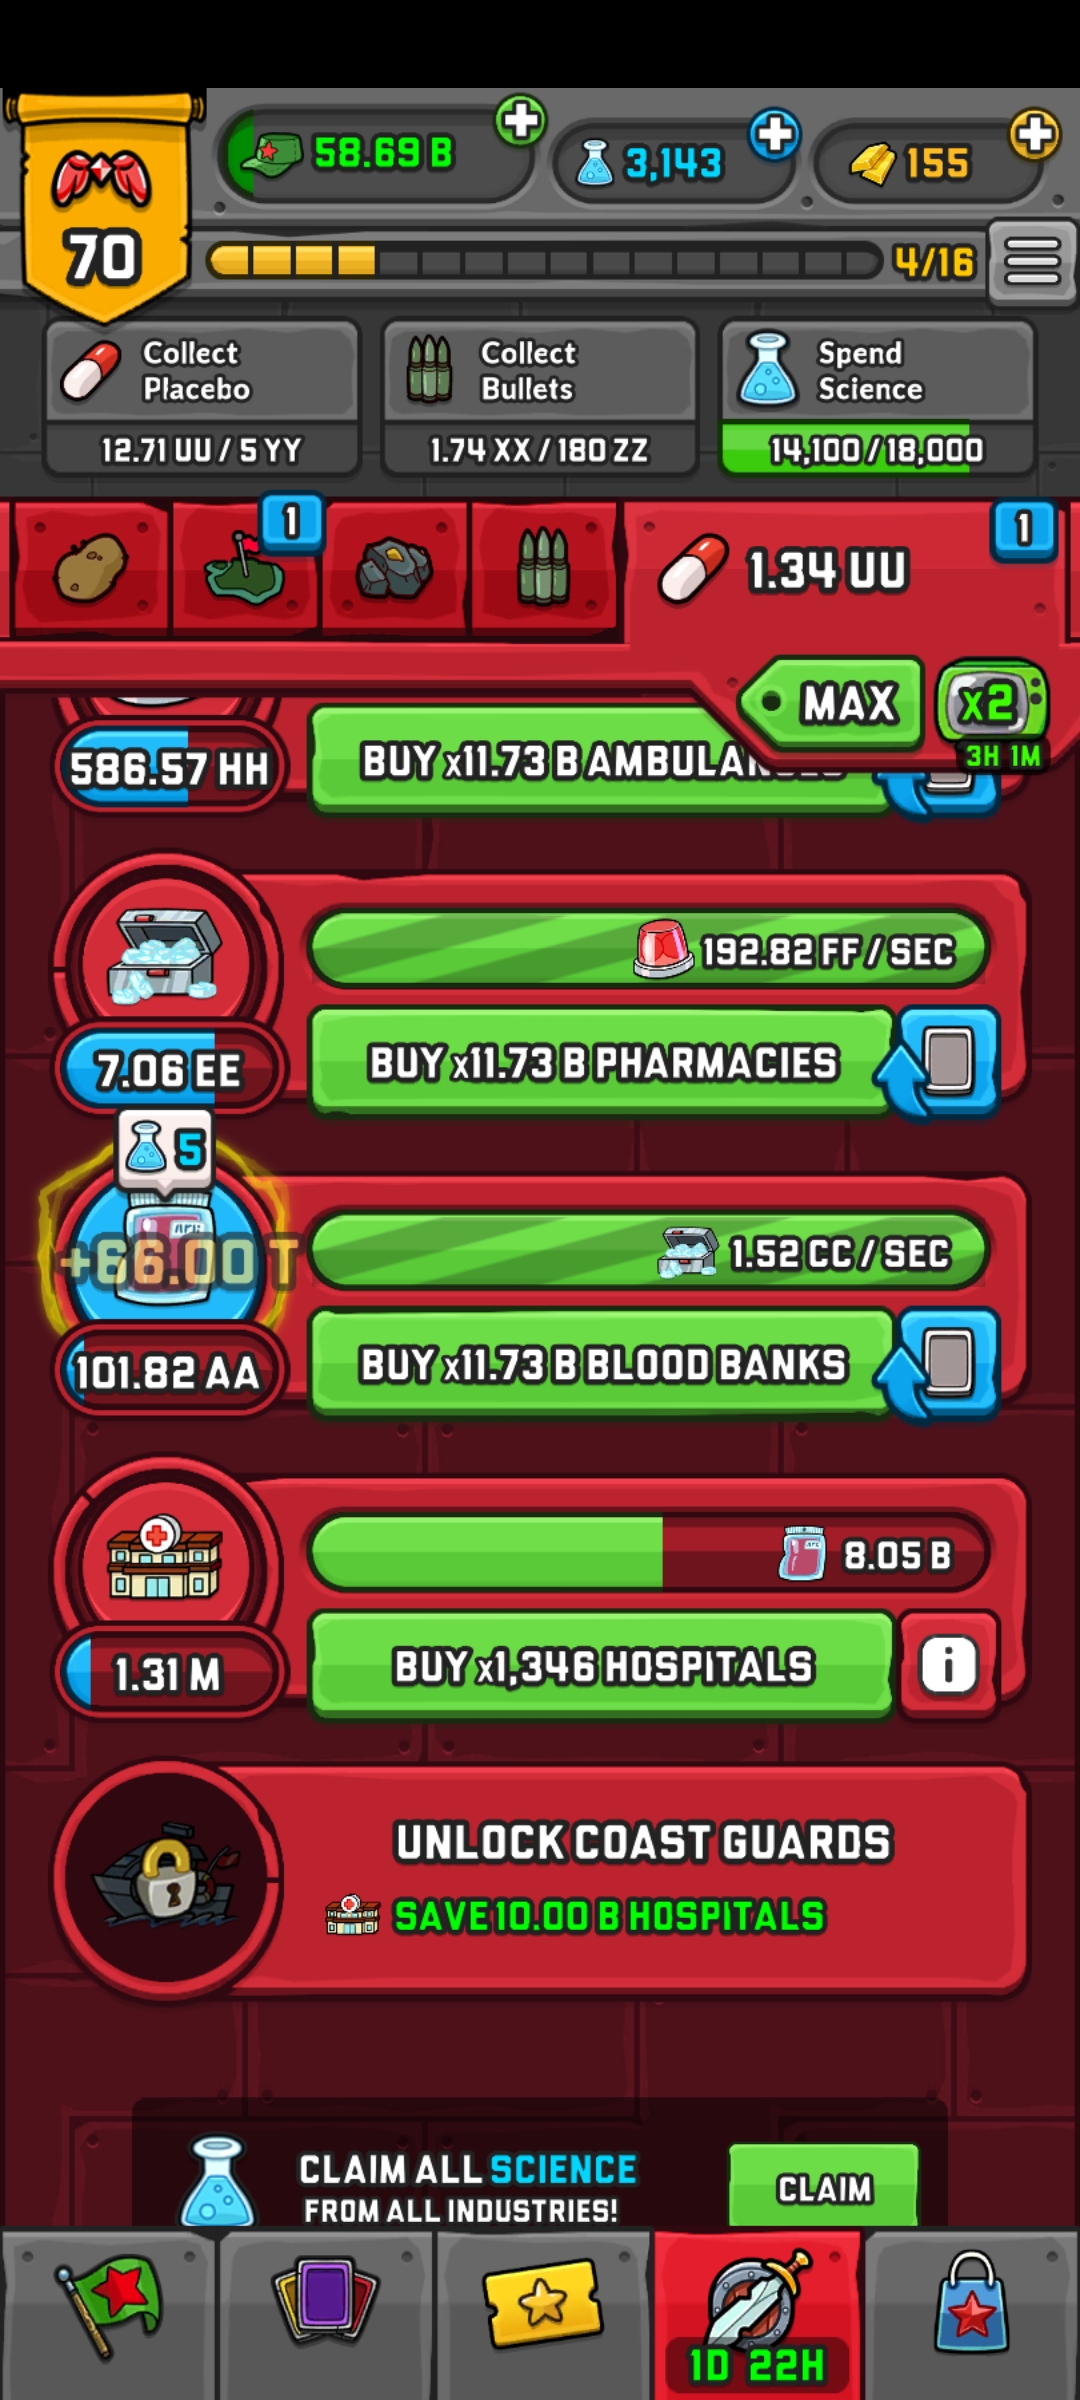 58.69 B
3,143
155
70
4/16
Collect
Placebo
12.71 UU / 5 YY
Collect
Bullets
1.74 XX / 180 ZZ
Spend
Science
14,100 / 18,000
1
1.34 UU
1
MAX
x2
3H 1M
586.57 HH
BUY x11.73 B
192.82 FF / SEC
7.06 EE
BUY x11.73 B PHARMACIES
5
+66.00 T
1.52 CC / SEC
101.82 AA
BUY x11.73 B BLOOD BANKS
8.05 B
1.31 M
BUY x1,346 HOSPITALS
i
UNLOCK COAST GUARDS
SAVE 10.00 B HOSPITALS
CLAIM ALL SCIENCE
FROM ALL INDUSTRIES!
CLAIM
1D 22H